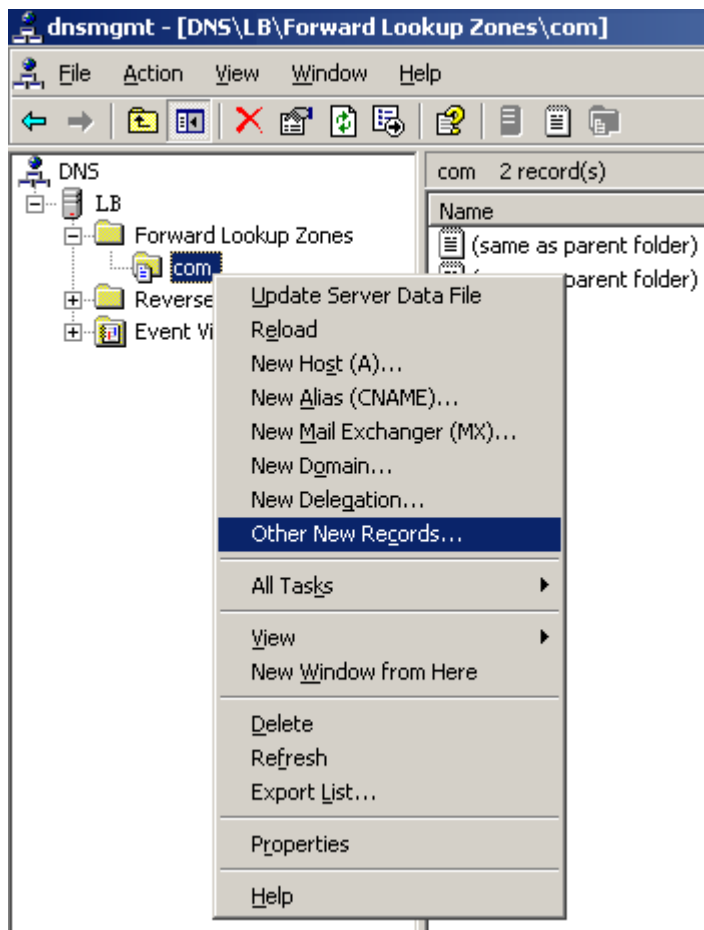 dnsmgmt - [DNS\LB\Forward Lookup Zones\com]
File Action View Window Help
DNS
LB
Forward Lookup Zones
com
Reverse
Event Vi
com 2 record(s)
Name
(same as parent folder)
parent folder)
Update Server Data File
Reload
New Host (A)...
New Alias (CNAME)...
New Mail Exchanger (MX)...
New Domain...
New Delegation...
Other New Records...
All Tasks
View
New Window from Here
Delete
Refresh
Export List...
Properties
Help